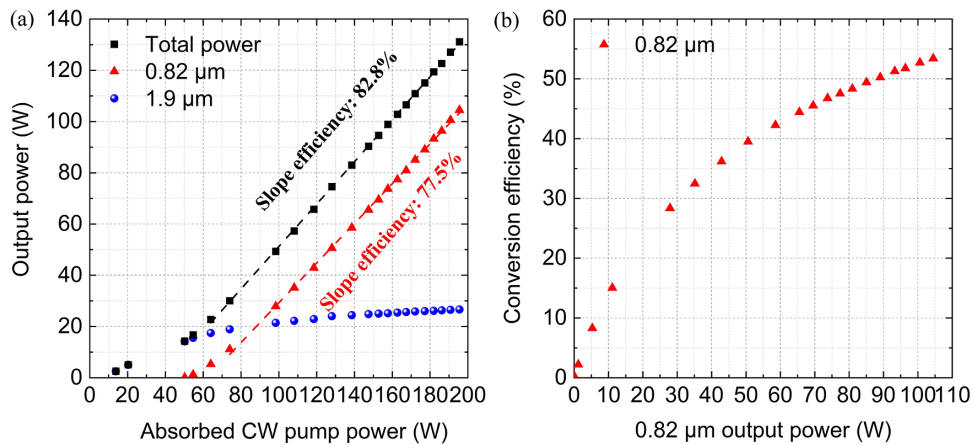 (a)
140
120
100
80
60
40
20
0
Output power (W)
Total power
0.82 µm
1.9 µm
Slope efficiency: 82.8%
Slope efficiency: 77.5%
0 20 40 60 80 100 120 140 160 180 200
Absorbed CW pump power (W)
(b)
60
50
40
30
20
10
0
Conversion efficiency (%)
0.82 µm
0 10 20 30 40 50 60 70 80 90 100 110
0.82 µm output power (W)